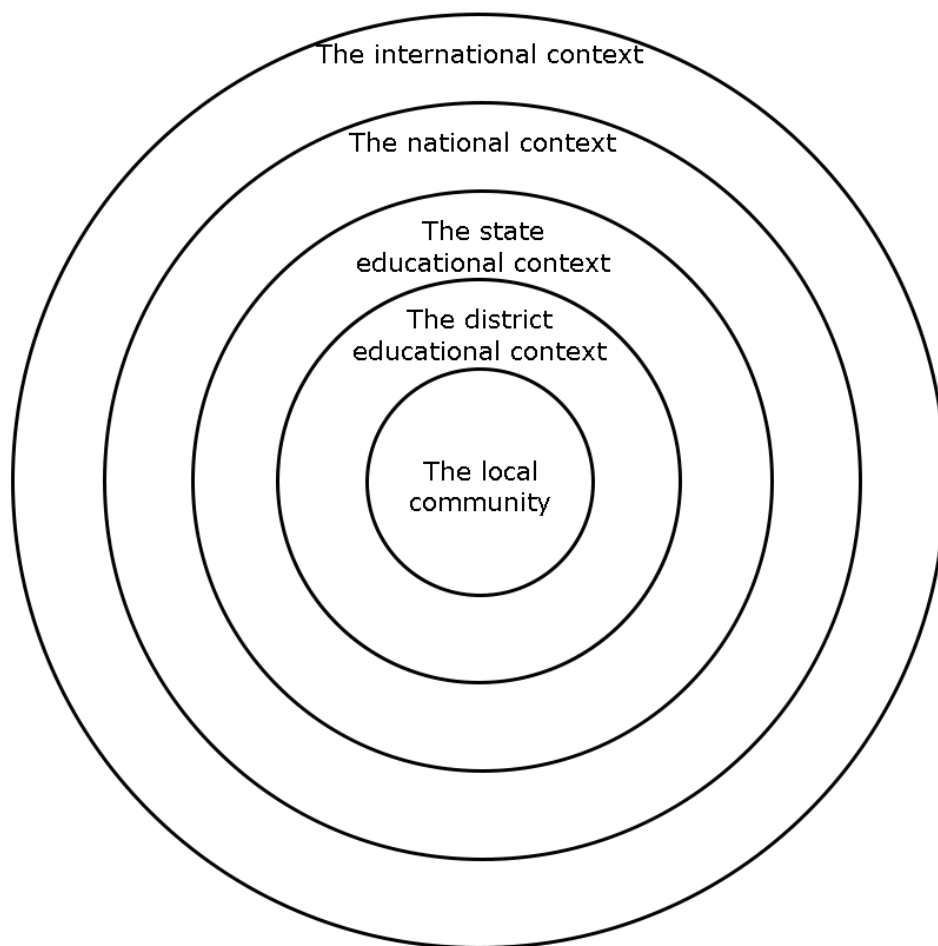 The international context
The national context
The state
educational context
The district
educational context
The local
community